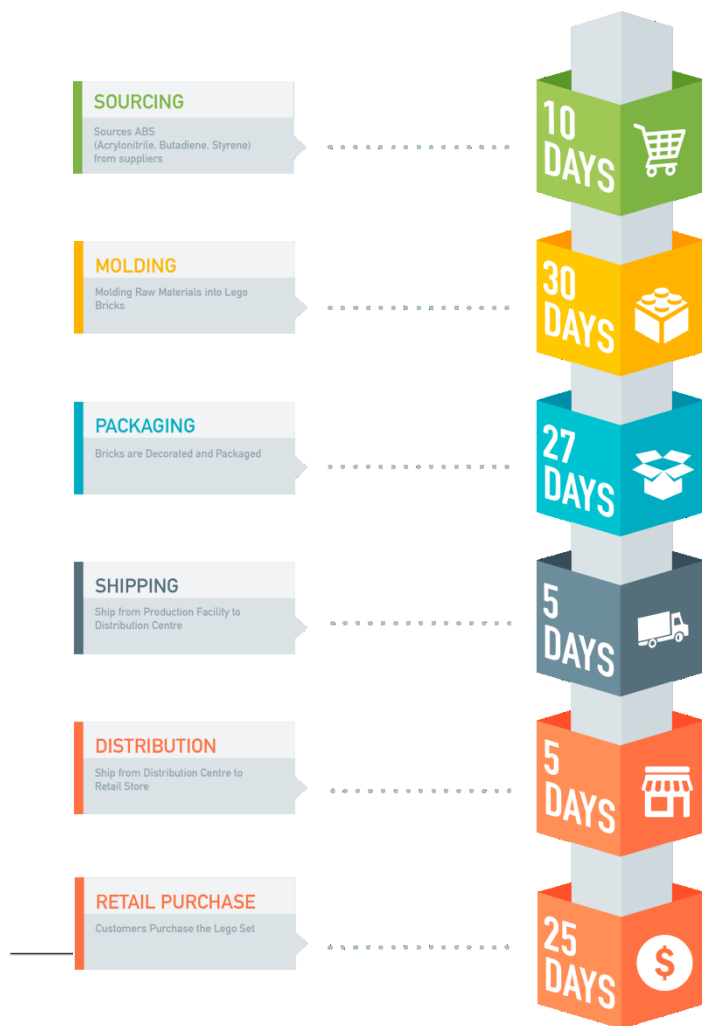 SOURCING
Sources ABS
(Acrylonitrile, Butadiene, Styrene)
from suppliers
10
DAYS
MOLDING
Molding Raw Materials into Lego
Bricks
30
DAYS
PACKAGING
Bricks are Decorated and Packaged
27
DAYS
SHIPPING
Ship from Production Facility to
Distribution Centre
5
DAYS
DISTRIBUTION
Ship from Distribution Centre to
Retail Store
5
DAYS
RETAIL PURCHASE
Customers Purchase the Lego Set
25
DAYS
$